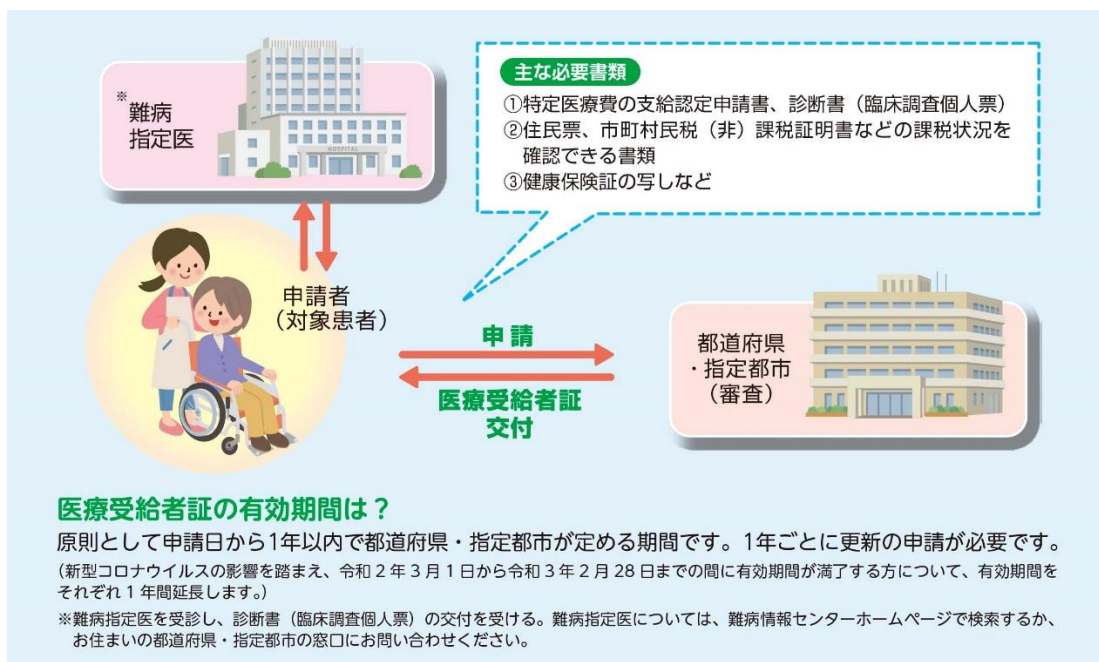 ※
難病
指定医
HOSPITAL
主な必要書類
①特定医療費の支給認定申請書、診断書（臨床調査個人票）
②住民票、市町村民税（非）課税証明書などの課税状況を
確認できる書類
③健康保険証の写しなど
申請者
（対象患者）
申請
医療受給者証
交付
都道府県
・指定都市
（審査）
医療受給者証の有効期間は？
原則として申請日から1年以内で都道府県・指定都市が定める期間です。1年ごとに更新の申請が必要です。
（新型コロナウイルスの影響を踏まえ、令和２年３月１日から令和３年２月28日までの間に有効期間が満了する方について、有効期間を
それぞれ１年間延長します。）
※難病指定医を受診し、診断書（臨床調査個人票）の交付を受ける。難病指定医については、難病情報センターホームページで検索するか、
お住まいの都道府県・指定都市の窓口にお問い合わせください。